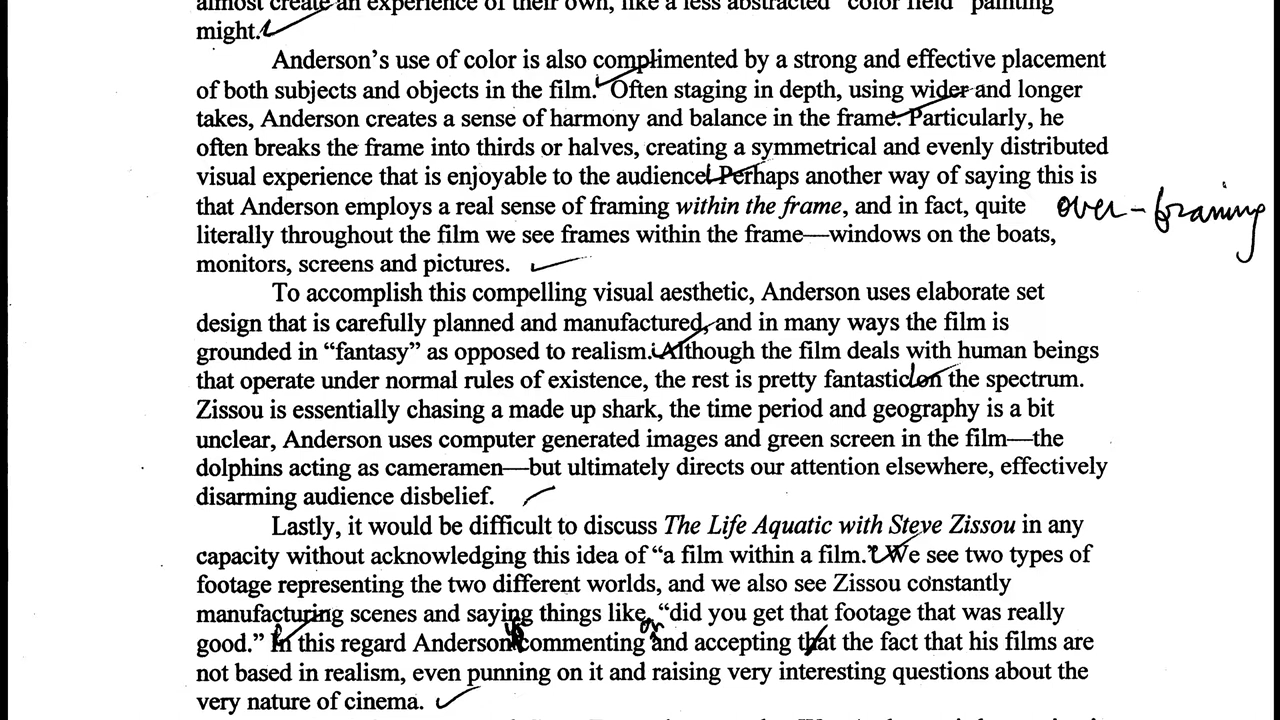 almost create an experience of their own, like a less abstracted "color field" painting
might.
Anderson's use of color is also complimented by a strong and effective placement
of both subjects and objects in the film. Often staging in depth, using wider and longer
takes, Anderson creates a sense of harmony and balance in the frame. Particularly, he
often breaks the frame into thirds or halves, creating a symmetrical and evenly distributed
visual experience that is enjoyable to the audience. Perhaps another way of saying this is
that Anderson employs a real sense of framing within the frame, and in fact, quite over-framing
literally throughout the film we see frames within the frame—windows on the boats,
monitors, screens and pictures.
To accomplish this compelling visual aesthetic, Anderson uses elaborate set
design that is carefully planned and manufactured, and in many ways the film is
grounded in “fantasy” as opposed to realism. Although the film deals with human beings
that operate under normal rules of existence, the rest is pretty fantastic on the spectrum.
Zissou is essentially chasing a made up shark, the time period and geography is a bit
unclear, Anderson uses computer generated images and green screen in the film—the
dolphins acting as cameramen—but ultimately directs our attention elsewhere, effectively
disarming audience disbelief.
Lastly, it would be difficult to discuss The Life Aquatic with Steve Zissou in any
capacity without acknowledging this idea of “a film within a film.” We see two types of
footage representing the two different worlds, and we also see Zissou constantly
manufacturing scenes and saying things like, “did you get that footage that was really
good.” In this regard Anderson is commenting on and accepting that the fact that his films are
not based in realism, even punning on it and raising very interesting questions about the
very nature of cinema.